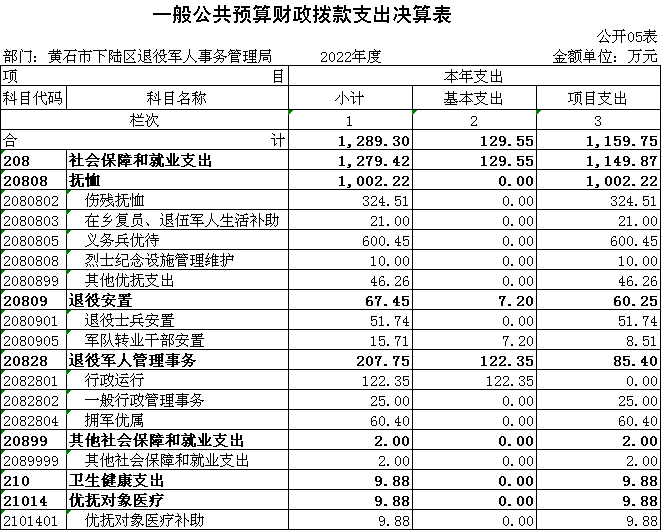 一般公共预算财政拨款支出决算表
公开05表
部门：黄石市下陆区退役军人事务管理局 2022年度 金额单位：万元
项 目 本年支出
科目代码 科目名称 小计 基本支出 项目支出
栏次 1 2 3
合 计 1,289.30 129.55 1,159.75
208 社会保障和就业支出 1,279.42 129.55 1,149.87
20808 抚恤 1,002.22 0.00 1,002.22
2080802 伤残抚恤 324.51 0.00 324.51
2080803 在乡复员、退伍军人生活补助 21.00 0.00 21.00
2080805 义务兵优待 600.45 0.00 600.45
2080808 烈士纪念设施管理维护 10.00 0.00 10.00
2080899 其他优抚支出 46.26 0.00 46.26
20809 退役安置 67.45 7.20 60.25
2080901 退役士兵安置 51.74 0.00 51.74
2080905 军队转业干部安置 15.71 7.20 8.51
20828 退役军人管理事务 207.75 122.35 85.40
2082801 行政运行 122.35 122.35 0.00
2082802 一般行政管理事务 25.00 0.00 25.00
2082804 拥军优属 60.40 0.00 60.40
20899 其他社会保障和就业支出 2.00 0.00 2.00
2089999 其他社会保障和就业支出 2.00 0.00 2.00
210 卫生健康支出 9.88 0.00 9.88
21014 优抚对象医疗 9.88 0.00 9.88
2101401 优抚对象医疗补助 9.88 0.00 9.88